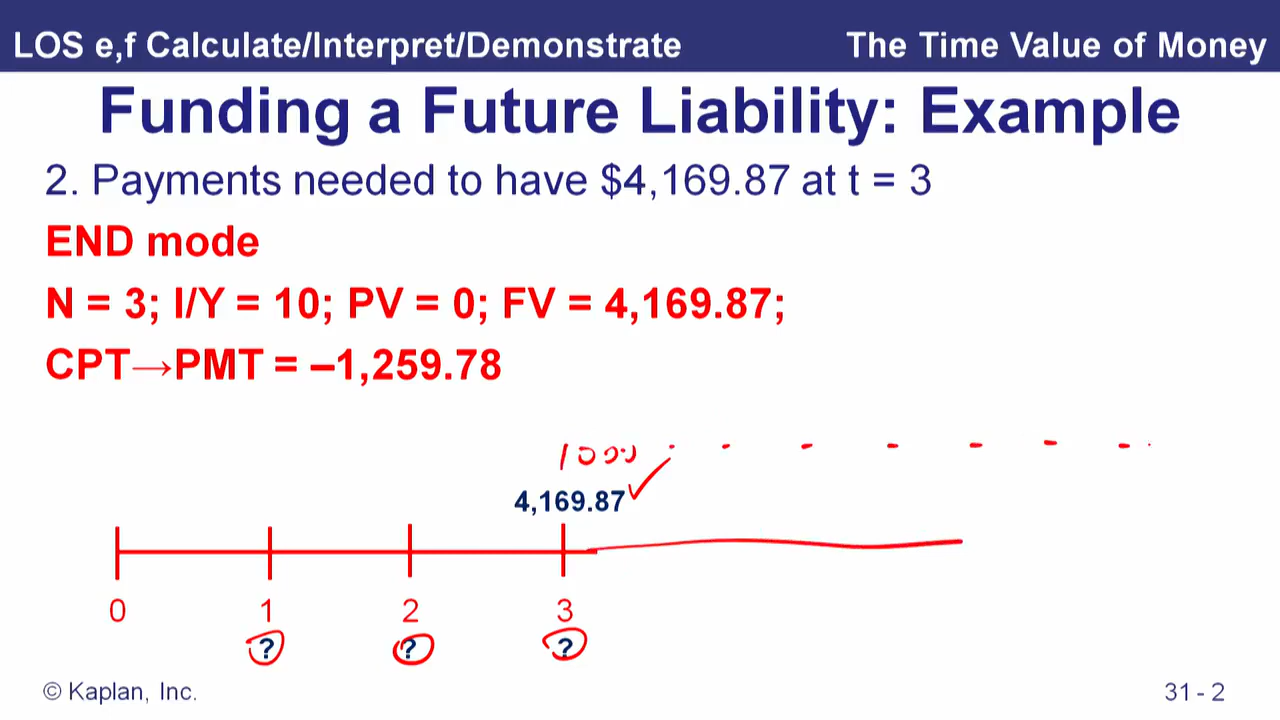 LOS e,f Calculate/Interpret/Demonstrate The Time Value of Money
Funding a Future Liability: Example
2. Payments needed to have $4,169.87 at t = 3
END mode
N = 3; I/Y = 10; PV = 0; FV = 4,169.87;
CPT→PMT = –1,259.78
1000
4,169.87
0 1 2 3
? ? ?
© Kaplan, Inc. 31 - 2